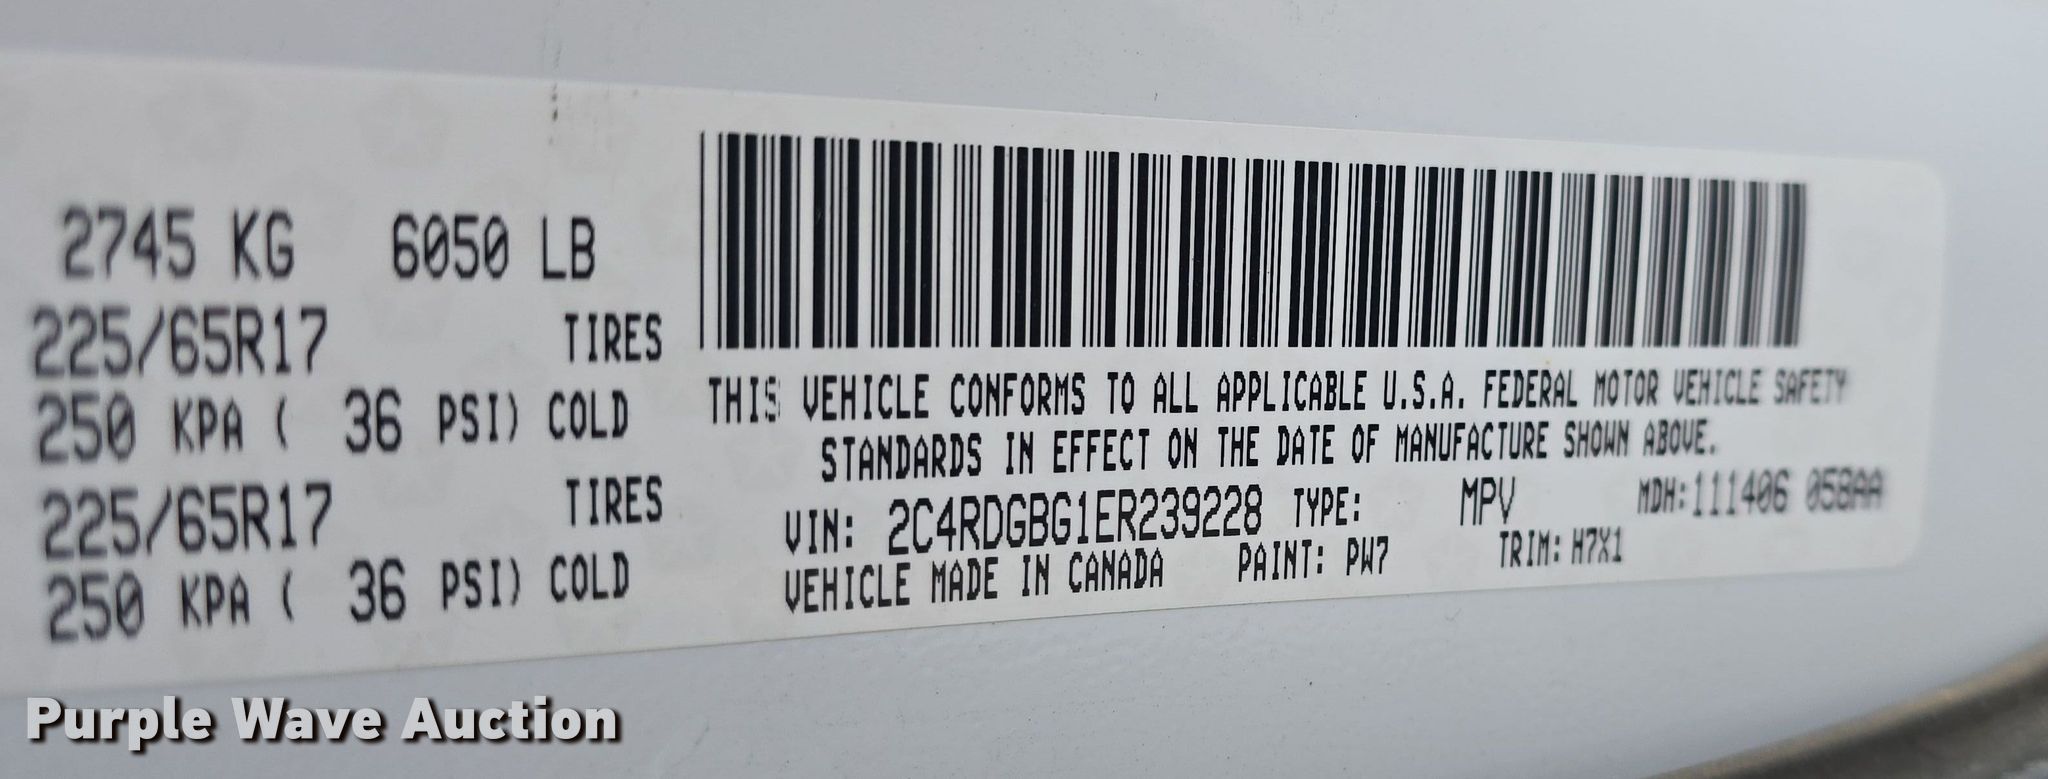 2745 KG 6050 LB
225/65R17 TIRES
250 KPA ( 36 PSI) COLD
225/65R17 TIRES
250 KPA ( 36 PSI) COLD
THIS VEHICLE CONFORMS TO ALL APPLICABLE U.S.A. FEDERAL MOTOR VEHICLE SAFETY
STANDARDS IN EFFECT ON THE DATE OF MANUFACTURE SHOWN ABOVE.
VIN: 2C4RDGBG1ER239228 TYPE: MPV MDH:111406 058AA
VEHICLE MADE IN CANADA PAINT: PW7 TRIM: H7X1
Purple Wave Auction